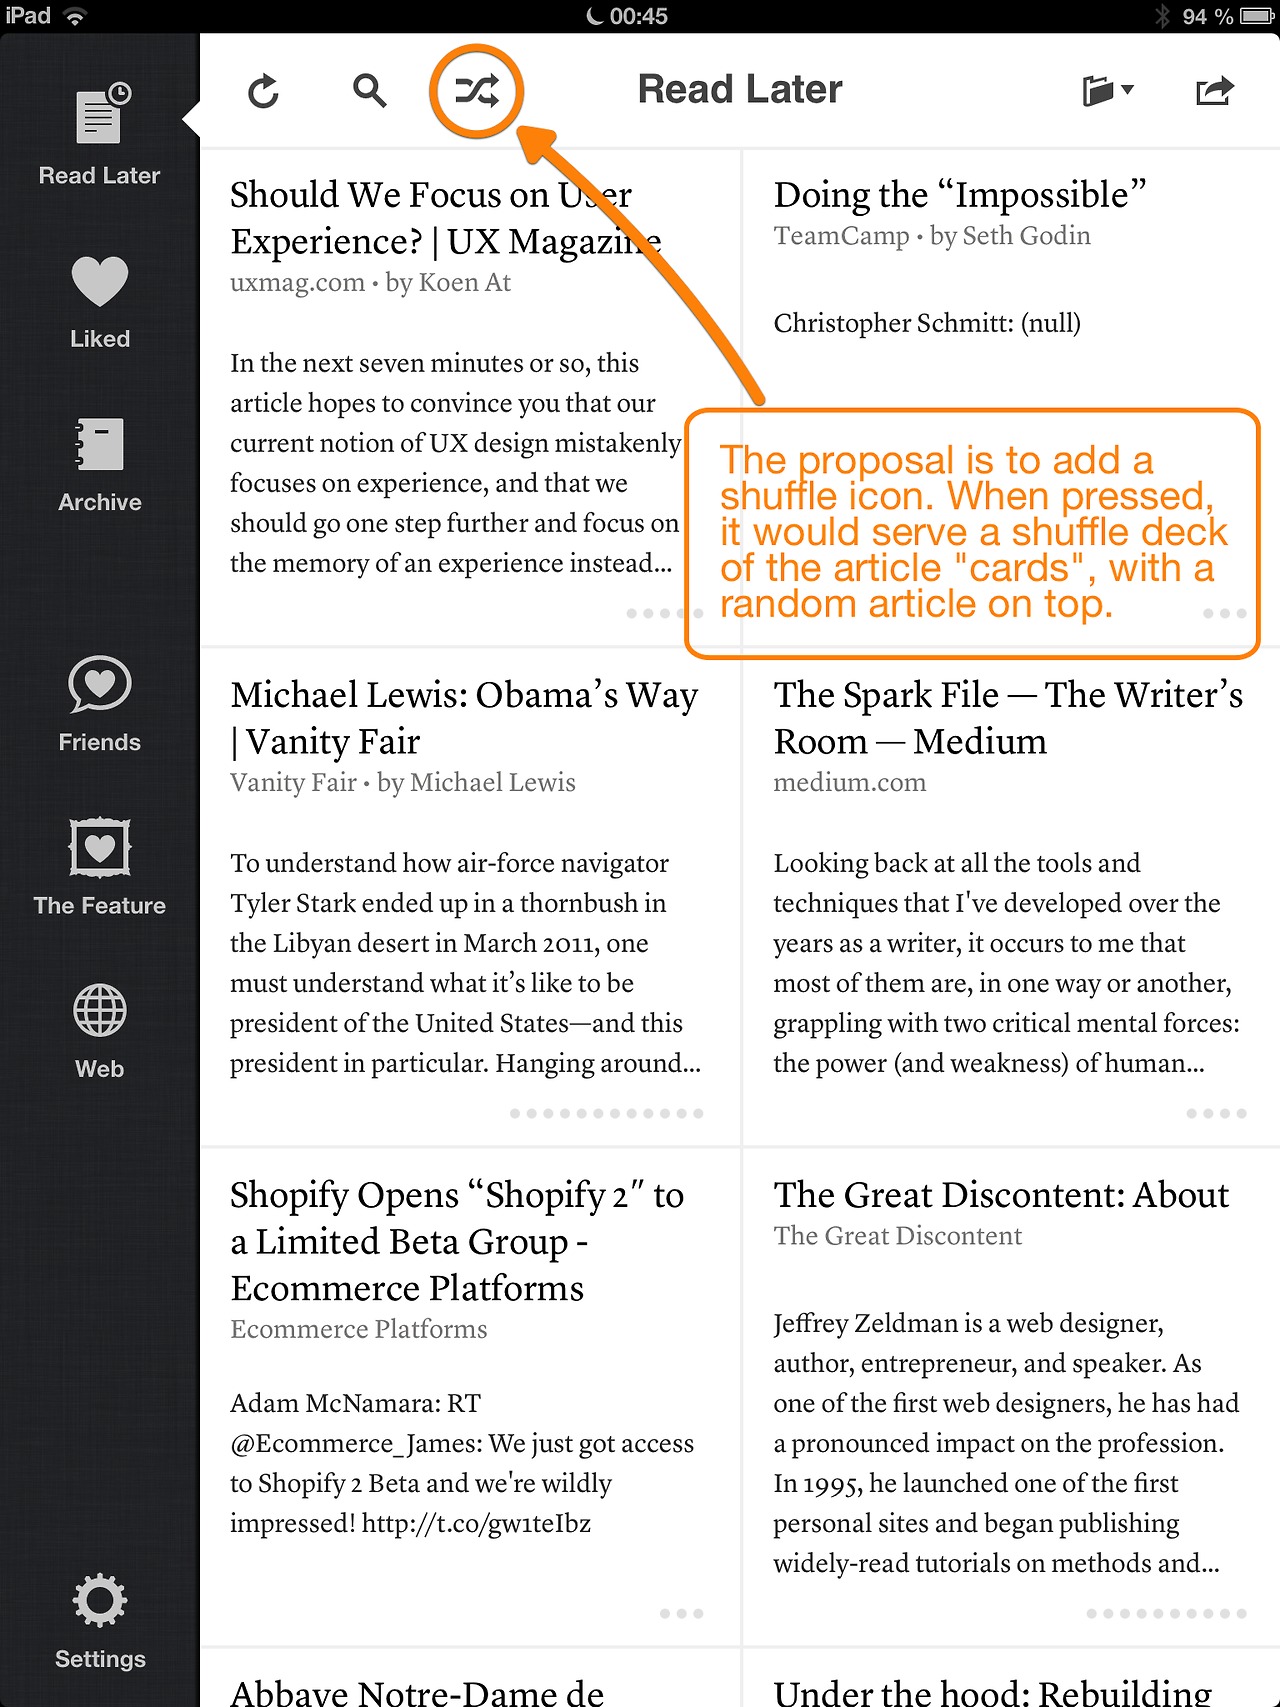 iPad
00:45
94 %
Read Later
Read Later
Liked
Archive
Friends
The Feature
Web
Settings
Should We Focus on User
Experience? | UX Magazine
uxmag.com • by Koen At
In the next seven minutes or so, this
article hopes to convince you that our
current notion of UX design mistakenly
focuses on experience, and that we
should go one step further and focus on
the memory of an experience instead...
Doing the “Impossible”
TeamCamp • by Seth Godin
Christopher Schmitt: (null)
The proposal is to add a
shuffle icon. When pressed,
it would serve a shuffle deck
of the article "cards", with a
random article on top.
Michael Lewis: Obama’s Way
| Vanity Fair
Vanity Fair • by Michael Lewis
To understand how air-force navigator
Tyler Stark ended up in a thornbush in
the Libyan desert in March 2011, one
must understand what it’s like to be
president of the United States—and this
president in particular. Hanging around...
The Spark File — The Writer’s
Room — Medium
medium.com
Looking back at all the tools and
techniques that I've developed over the
years as a writer, it occurs to me that
most of them are, in one way or another,
grappling with two critical mental forces:
the power (and weakness) of human...
Shopify Opens “Shopify 2″ to
a Limited Beta Group -
Ecommerce Platforms
Ecommerce Platforms
Adam McNamara: RT
@Ecommerce_James: We just got access
to Shopify 2 Beta and we're wildly
impressed! http://t.co/gw1teIbz
The Great Discontent: About
The Great Discontent
Jeffrey Zeldman is a web designer,
author, entrepreneur, and speaker. As
one of the first web designers, he has had
a pronounced impact on the profession.
In 1995, he launched one of the first
personal sites and began publishing
widely-read tutorials on methods and...
Abbaye Notre-Dame de
Under the hood: Rebuilding